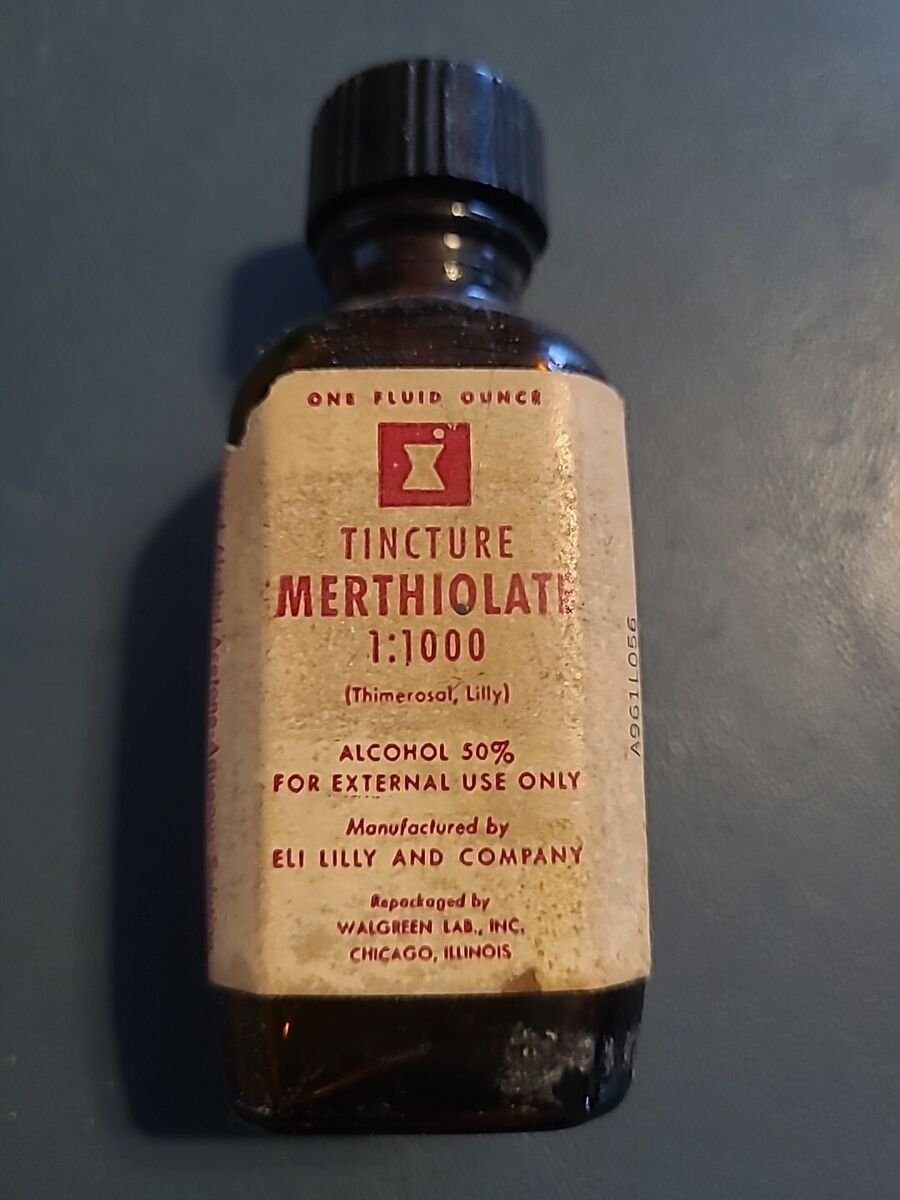 ONE FLUID OUNCE
TINCTURE
MERTHIOLATE
1:1000
(Thimerosal, Lilly)
ALCOHOL 50%
FOR EXTERNAL USE ONLY
Manufactured by
ELI LILLY AND COMPANY
Repackaged by
WALGREEN LAB., INC.
CHICAGO, ILLINOIS
A961L056